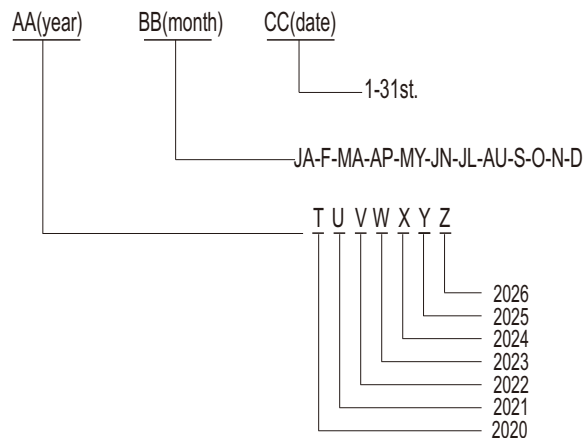 AA(year) BB(month) CC(date)
1-31st.
JA-F-MA-AP-MY-JN-JL-AU-S-O-N-D
T U V W X Y Z
2026
2025
2024
2023
2022
2021
2020